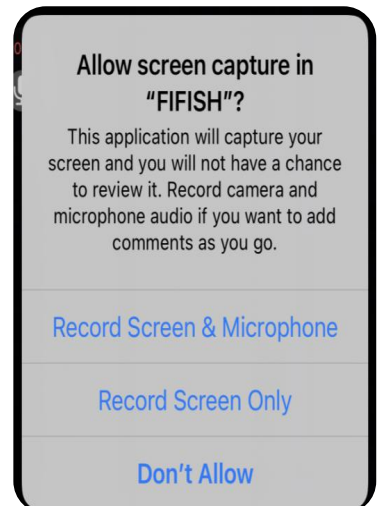 Allow screen capture in
“FIFISH”?
This application will capture your
screen and you will not have a chance
to review it. Record camera and
microphone audio if you want to add
comments as you go.
Record Screen & Microphone
Record Screen Only
Don’t Allow